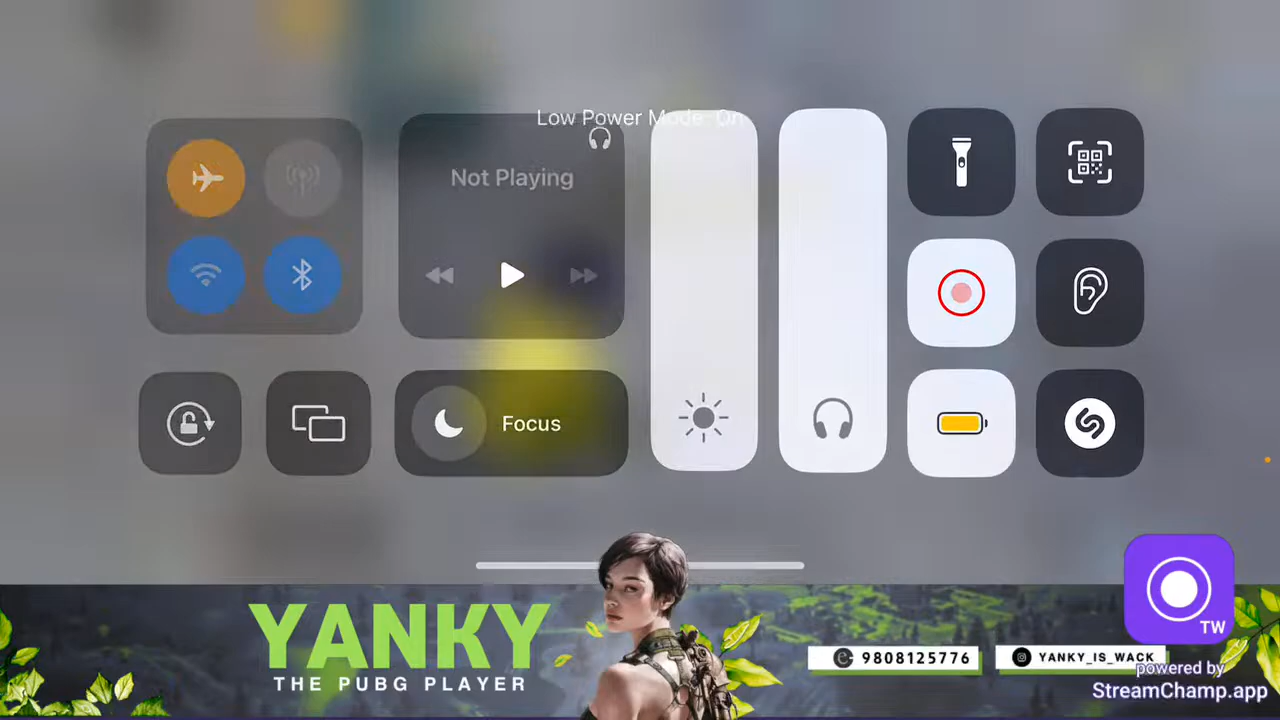 Low Power Mode: On
Not Playing
Focus
YANKY
THE PUBG PLAYER
9808125776
YANKY_IS_WACK
TW
powered by
StreamChamp.app